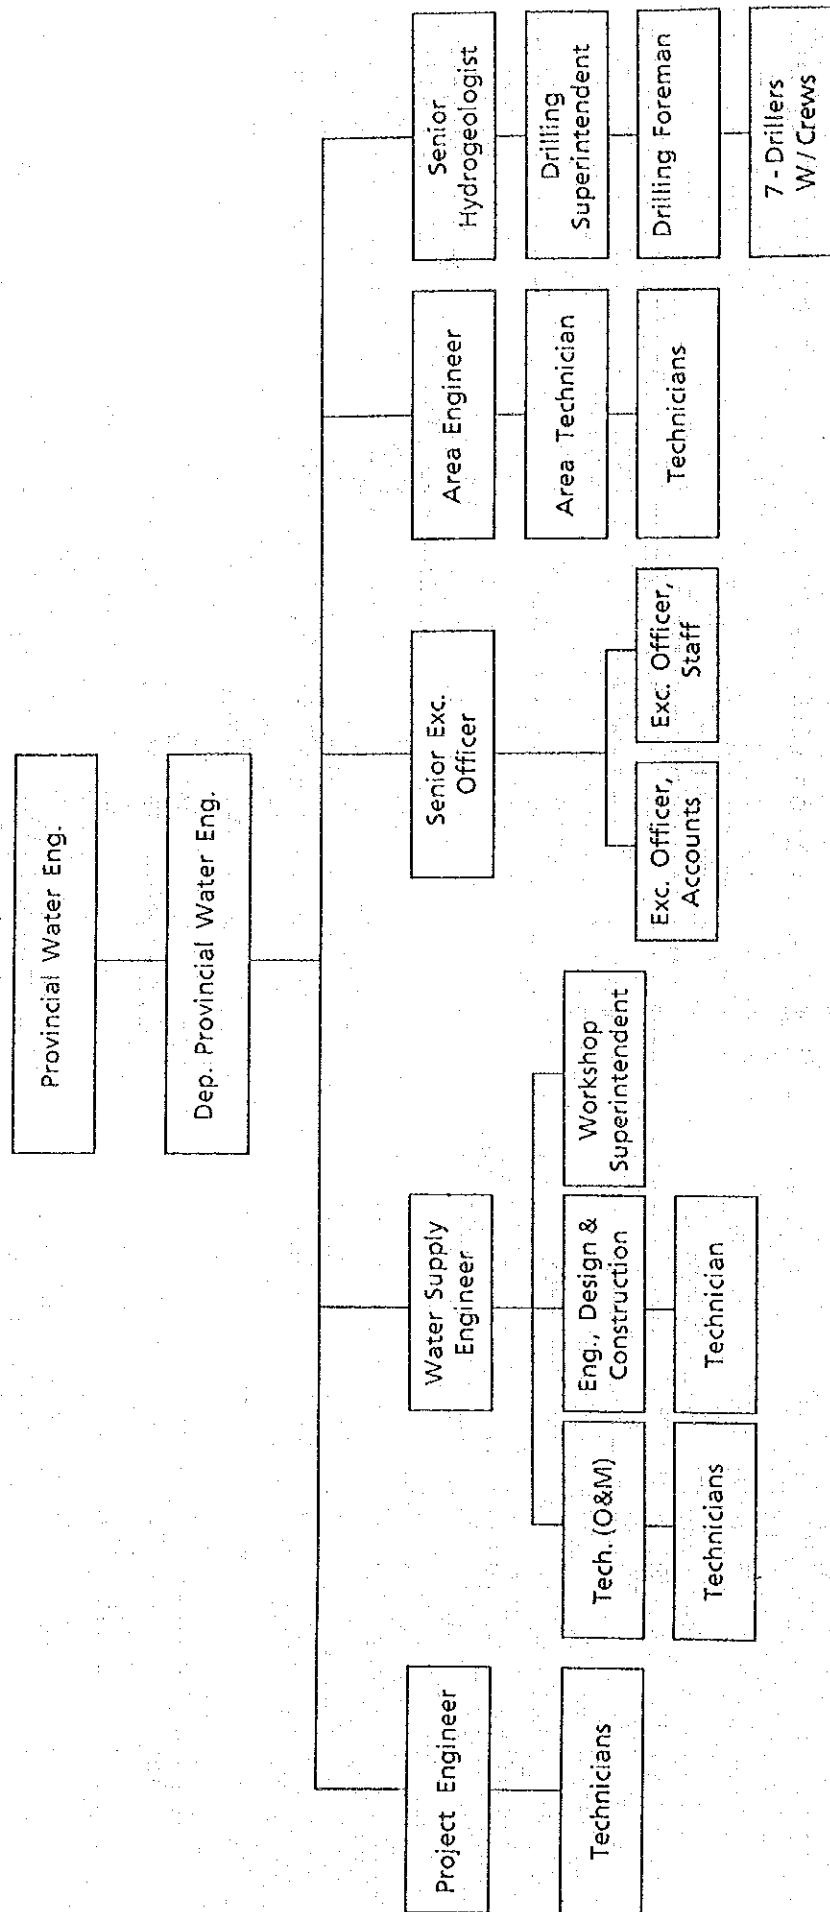 Provincial Water Eng.
Dep. Provincial Water Eng.
Project Engineer
Technicians
Water Supply
Engineer
Tech. (O&M)
Technicians
Eng., Design &
Construction
Technician
Workshop
Superintendent
Senior Exc.
Officer
Exc. Officer,
Accounts
Exc. Officer,
Staff
Area Engineer
Area Technician
Technicians
Senior
Hydrogeologist
Drilling
Superintendent
Drilling Foreman
7 - Drillers
W / Crews